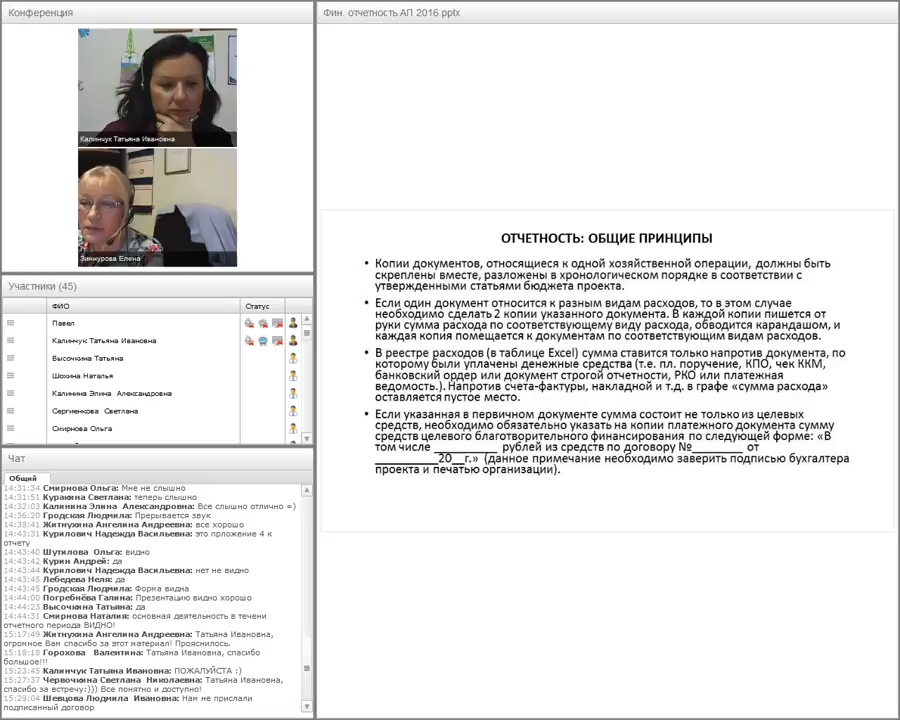 Конференция
Калинчук Татьяна Ивановна
Зинкурова Елена
Участники (45)
ФИО
Статус
Павел
Калинчук Татьяна Ивановна
Высочкина Татьяна
Шохина Наталья
Калинина Элина Александровна
Сергиенкова Светлана
Смирнова Ольга
Чат
Общий
14:31:34 Смирнова Ольга: Мне не слышно
14:31:51 Куракина Светлана: теперь слышно
14:32:03 Калинина Элина Александровна: Все слышно отлично =)
14:36:20 Гродская Людмила: Прерывается звук
14:38:41 Житнухина Ангелина Андреевна: все хорошо
14:43:31 Курилович Надежда Васильевна: это прложение 4 к
отчету
14:43:40 Шутилова Ольга: видно
14:43:42 Курин Андрей: да
14:43:44 Курилович Надежда Васильевна: нет не видно
14:43:45 Лебедева Неля: да
14:43:45 Гродская Людмила: Форма видна
14:44:00 Погребнёва Галина: Презентацию видно хорошо
14:44:23 Высочкина Татьяна: да
14:44:31 Смирнова Наталия: основная деятельность в течени
отчетного периода ВИДНО!
15:17:49 Житнухина Ангелина Андреевна: Татьяна Ивановна,
огромное Вам спасибо за этот материал! Прояснилось.
15:18:18 Горохова Валентина: Татьяна Ивановна, спасибо
большое!!!
15:23:45 Калинчук Татьяна Ивановна: ПОЖАЛУЙСТА :)
15:27:37 Червочкина Светлана Николаевна: Татьяна Ивановна,
спасибо за встречу:))) Все понятно и доступно!
15:29:04 Шевцова Людмила Ивановна: Нам не прислали
подписанный договор
Фин. отчетность АП 2016.pptx
ОТЧЕТНОСТЬ: ОБЩИЕ ПРИНЦИПЫ
• Копии документов, относящиеся к одной хозяйственной операции, должны быть
скреплены вместе, разложены в хронологическом порядке в соответствии с
утвержденными статьями бюджета проекта.
• Если один документ относится к разным видам расходов, то в этом случае
необходимо сделать 2 копии указанного документа. В каждой копии пишется от
руки сумма расхода по соответствующему виду расхода, обводится карандашом, и
каждая копия помещается к документам по соответствующим видам расходов.
• В реестре расходов (в таблице Excel) сумма ставится только напротив документа, по
которому были уплачены денежные средства (т.е. пл. поручение, КПО, чек ККМ,
банковский ордер или документ строгой отчетности, РКО или платежная
ведомость.). Напротив счета-фактуры, накладной и т.д. в графе «сумма расхода»
оставляется пустое место.
• Если указанная в первичном документе сумма состоит не только из целевых
средств, необходимо обязательно указать на копии платежного документа сумму
средств целевого благотворительного финансирования по следующей форме: «В
том числе __________ рублей из средств по договору №________ от
__________20__г.» (данное примечание необходимо заверить подписью бухгалтера
проекта и печатью организации).